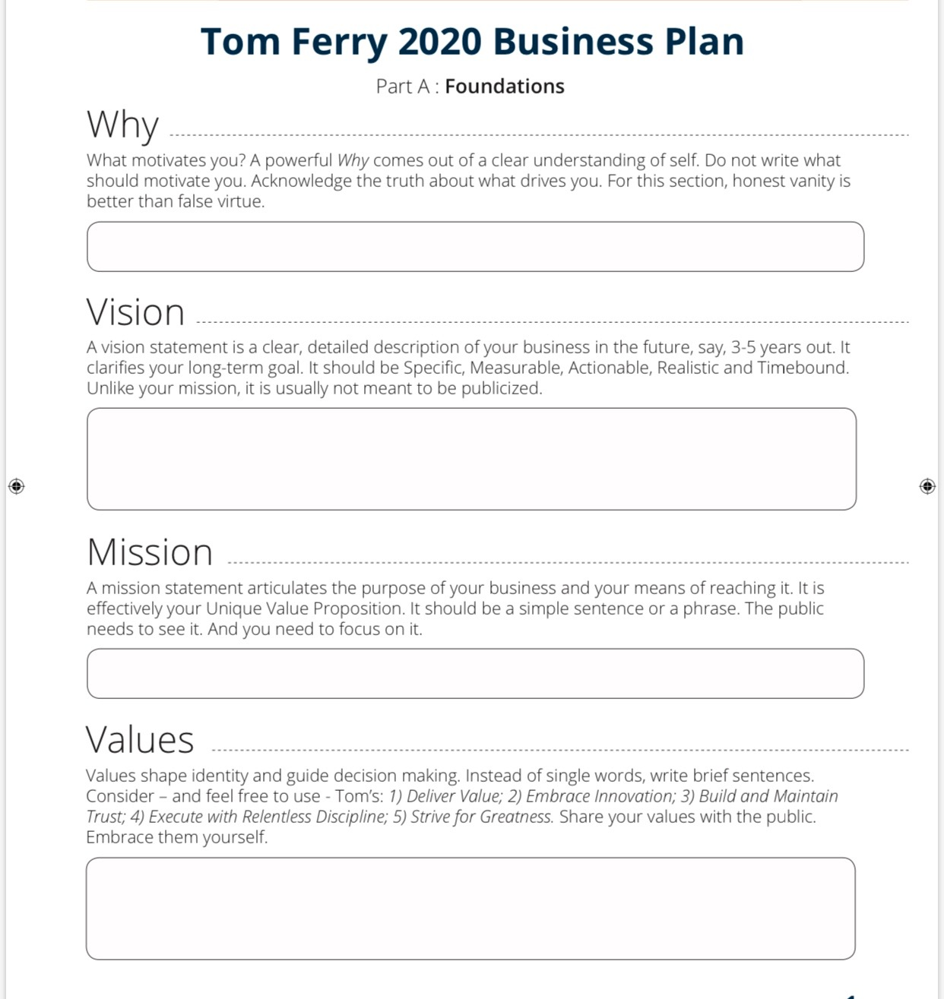 Tom Ferry 2020 Business Plan
Part A : Foundations
Why
What motivates you? A powerful Why comes out of a clear understanding of self. Do not write what
should motivate you. Acknowledge the truth about what drives you. For this section, honest vanity is
better than false virtue.
Vision
A vision statement is a clear, detailed description of your business in the future, say, 3-5 years out. It
clarifies your long-term goal. It should be Specific, Measurable, Actionable, Realistic and Timebound.
Unlike your mission, it is usually not meant to be publicized.
Mission
A mission statement articulates the purpose of your business and your means of reaching it. It is
effectively your Unique Value Proposition. It should be a simple sentence or a phrase. The public
needs to see it. And you need to focus on it.
Values
Values shape identity and guide decision making. Instead of single words, write brief sentences.
Consider – and feel free to use - Tom’s: 1) Deliver Value; 2) Embrace Innovation; 3) Build and Maintain
Trust; 4) Execute with Relentless Discipline; 5) Strive for Greatness. Share your values with the public.
Embrace them yourself.